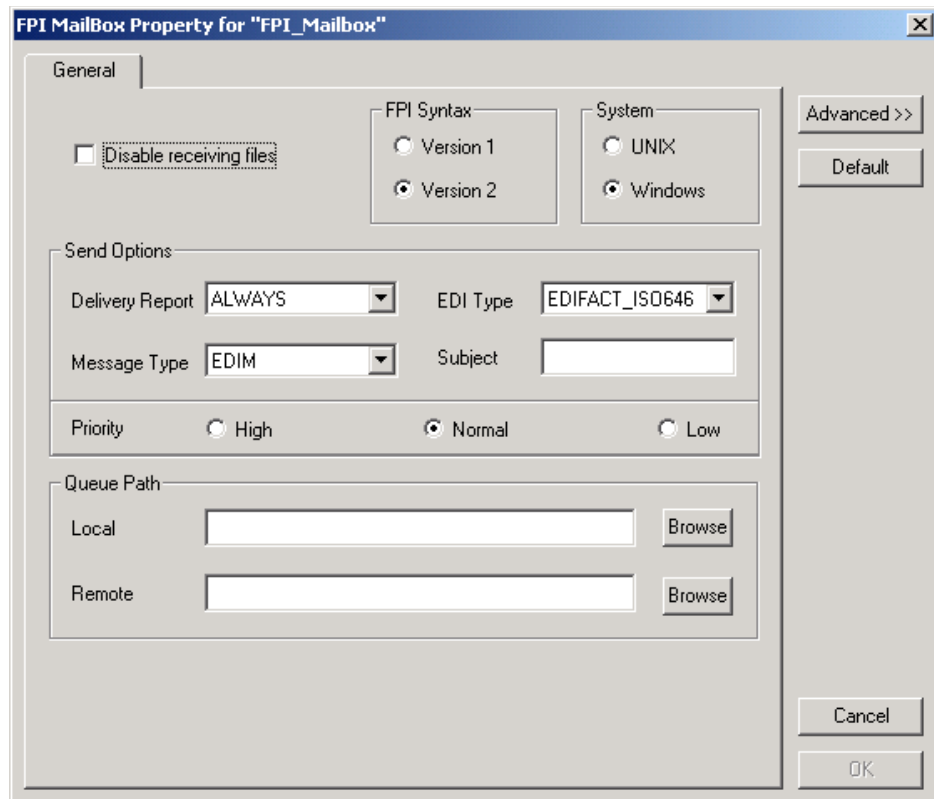 FPI MailBox Property for "FPI_Mailbox"
General
Disable receiving files
FPI Syntax
Version 1
Version 2
System
UNIX
Windows
Advanced >>
Default
Send Options
Delivery Report ALWAYS EDI Type EDIFACT_ISO646
Message Type EDIM Subject
Priority High Normal Low
Queue Path
Local Browse
Remote Browse
Cancel
OK